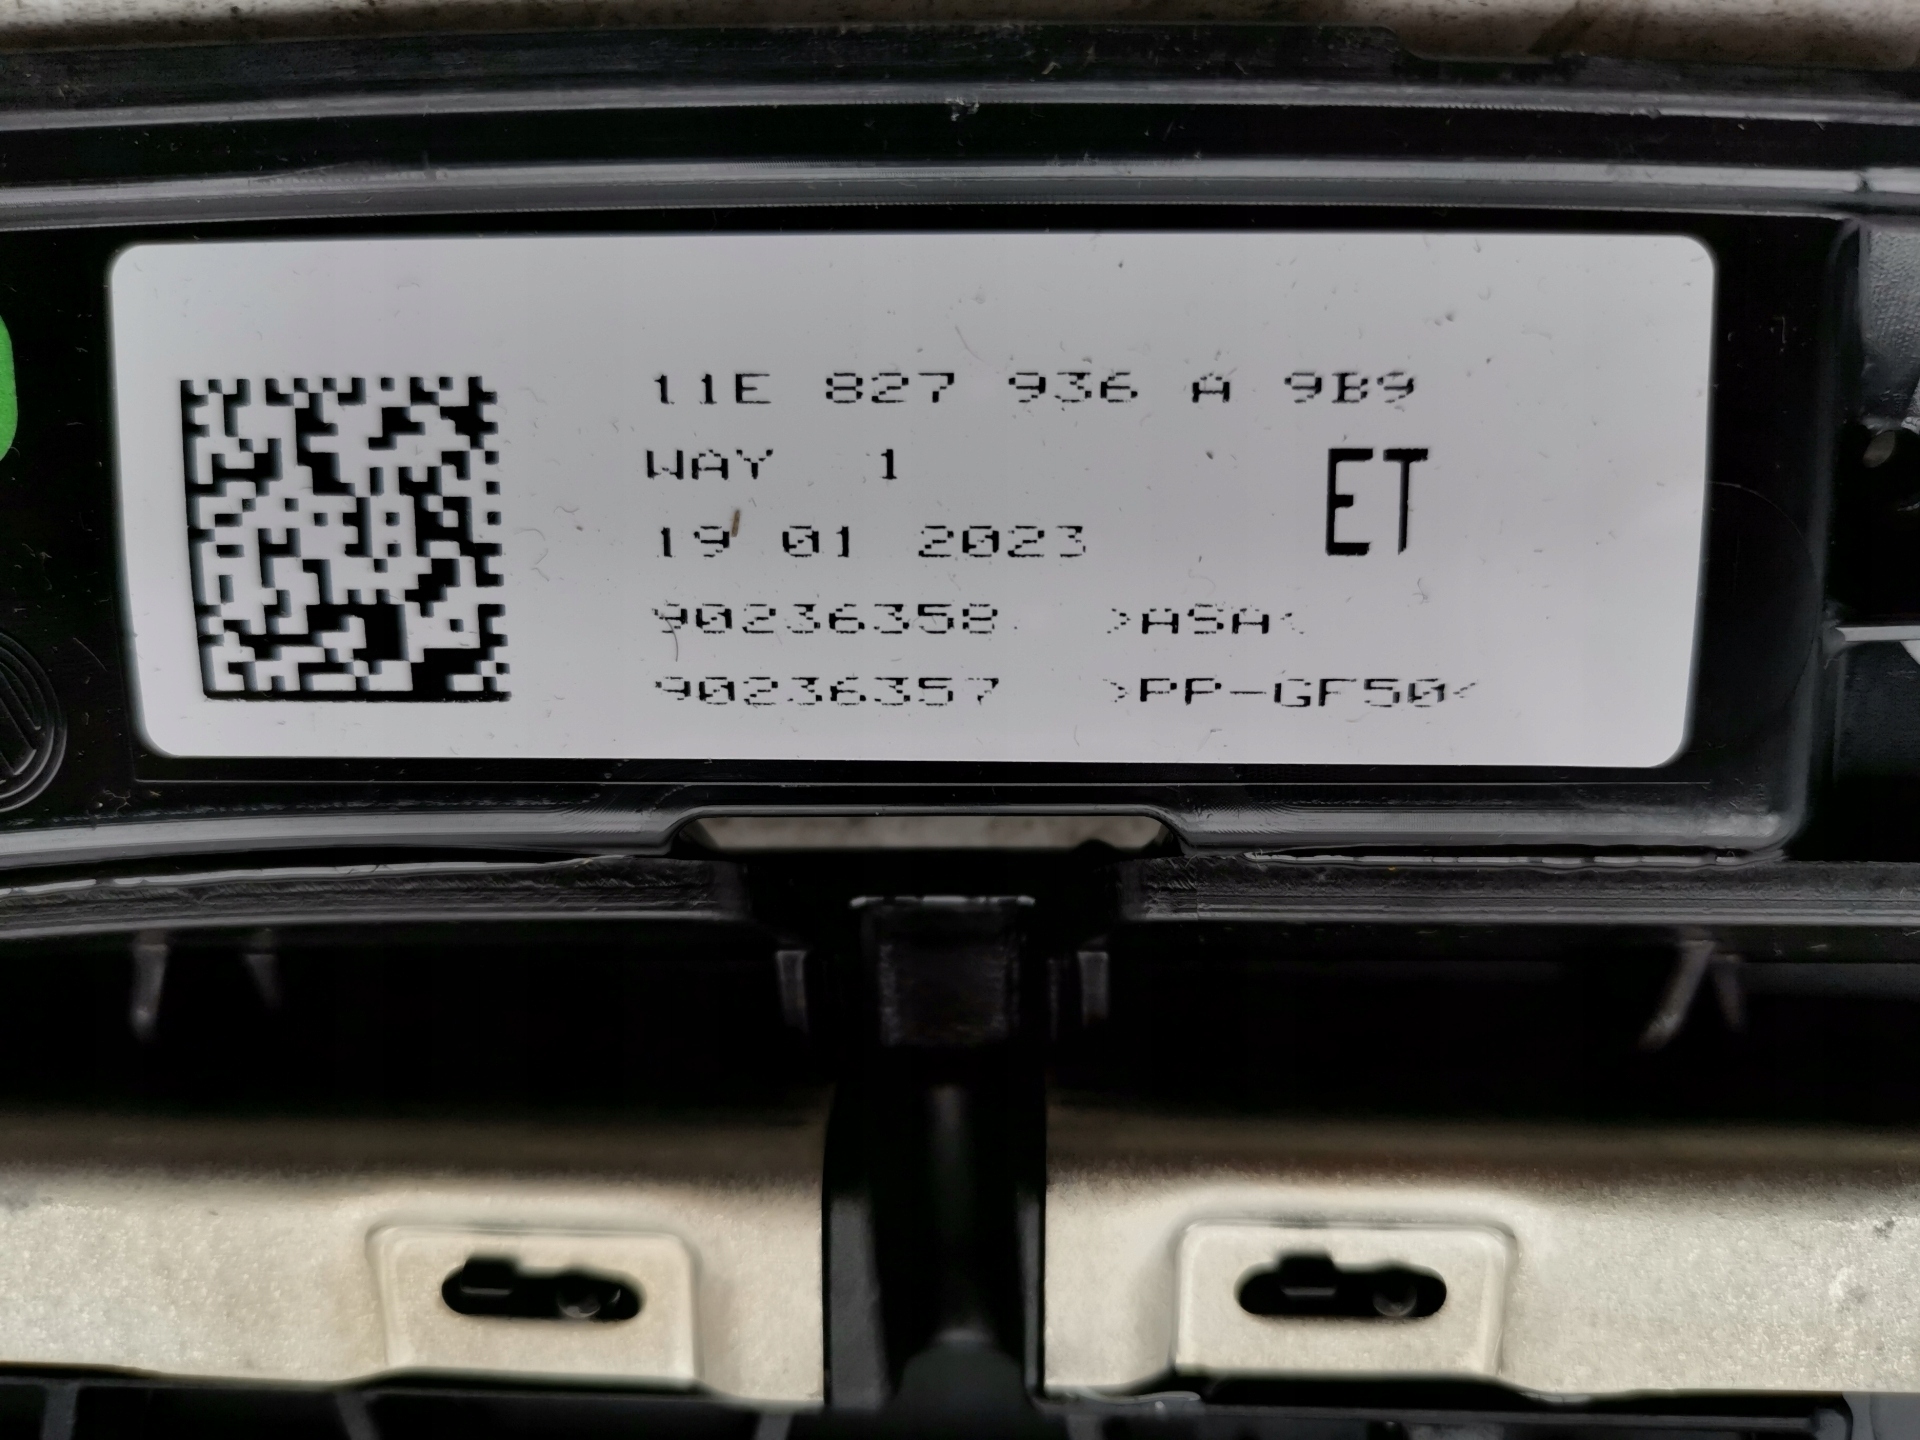 11E 827 936 A 9B9
WAY 1
ET
19 01 2023
90236358 >ASA<
90236357 >PP-GF50<